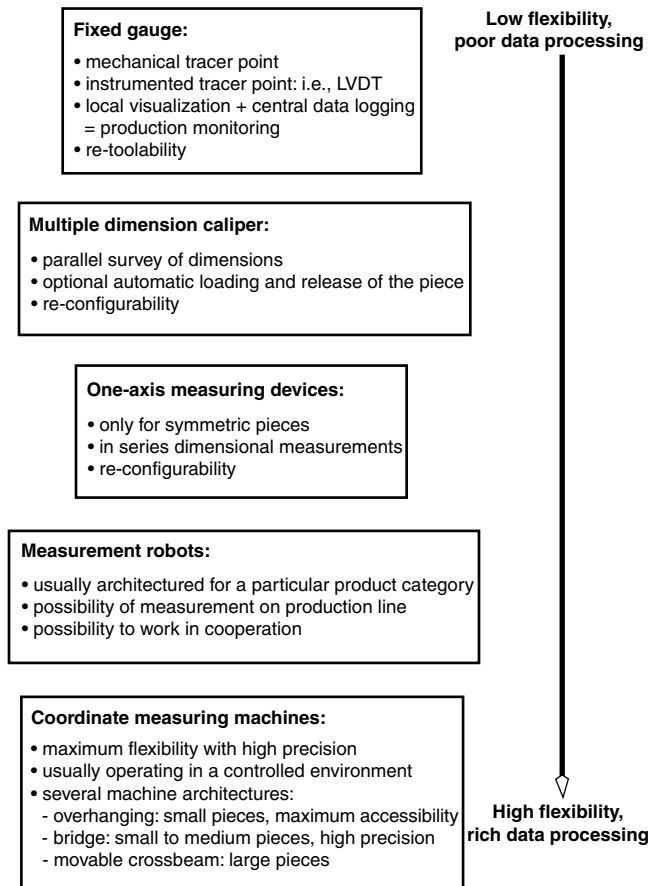 Fixed gauge:
• mechanical tracer point
• instrumented tracer point: i.e., LVDT
• local visualization + central data logging
= production monitoring
• re-toolability
Low flexibility,
poor data processing
Multiple dimension caliper:
• parallel survey of dimensions
• optional automatic loading and release of the piece
• re-configurability
One-axis measuring devices:
• only for symmetric pieces
• in series dimensional measurements
• re-configurability
Measurement robots:
• usually architectured for a particular product category
• possibility of measurement on production line
• possibility to work in cooperation
Coordinate measuring machines:
• maximum flexibility with high precision
• usually operating in a controlled environment
• several machine architectures:
- overhanging: small pieces, maximum accessibility
- bridge: small to medium pieces, high precision
- movable crossbeam: large pieces
High flexibility,
rich data processing